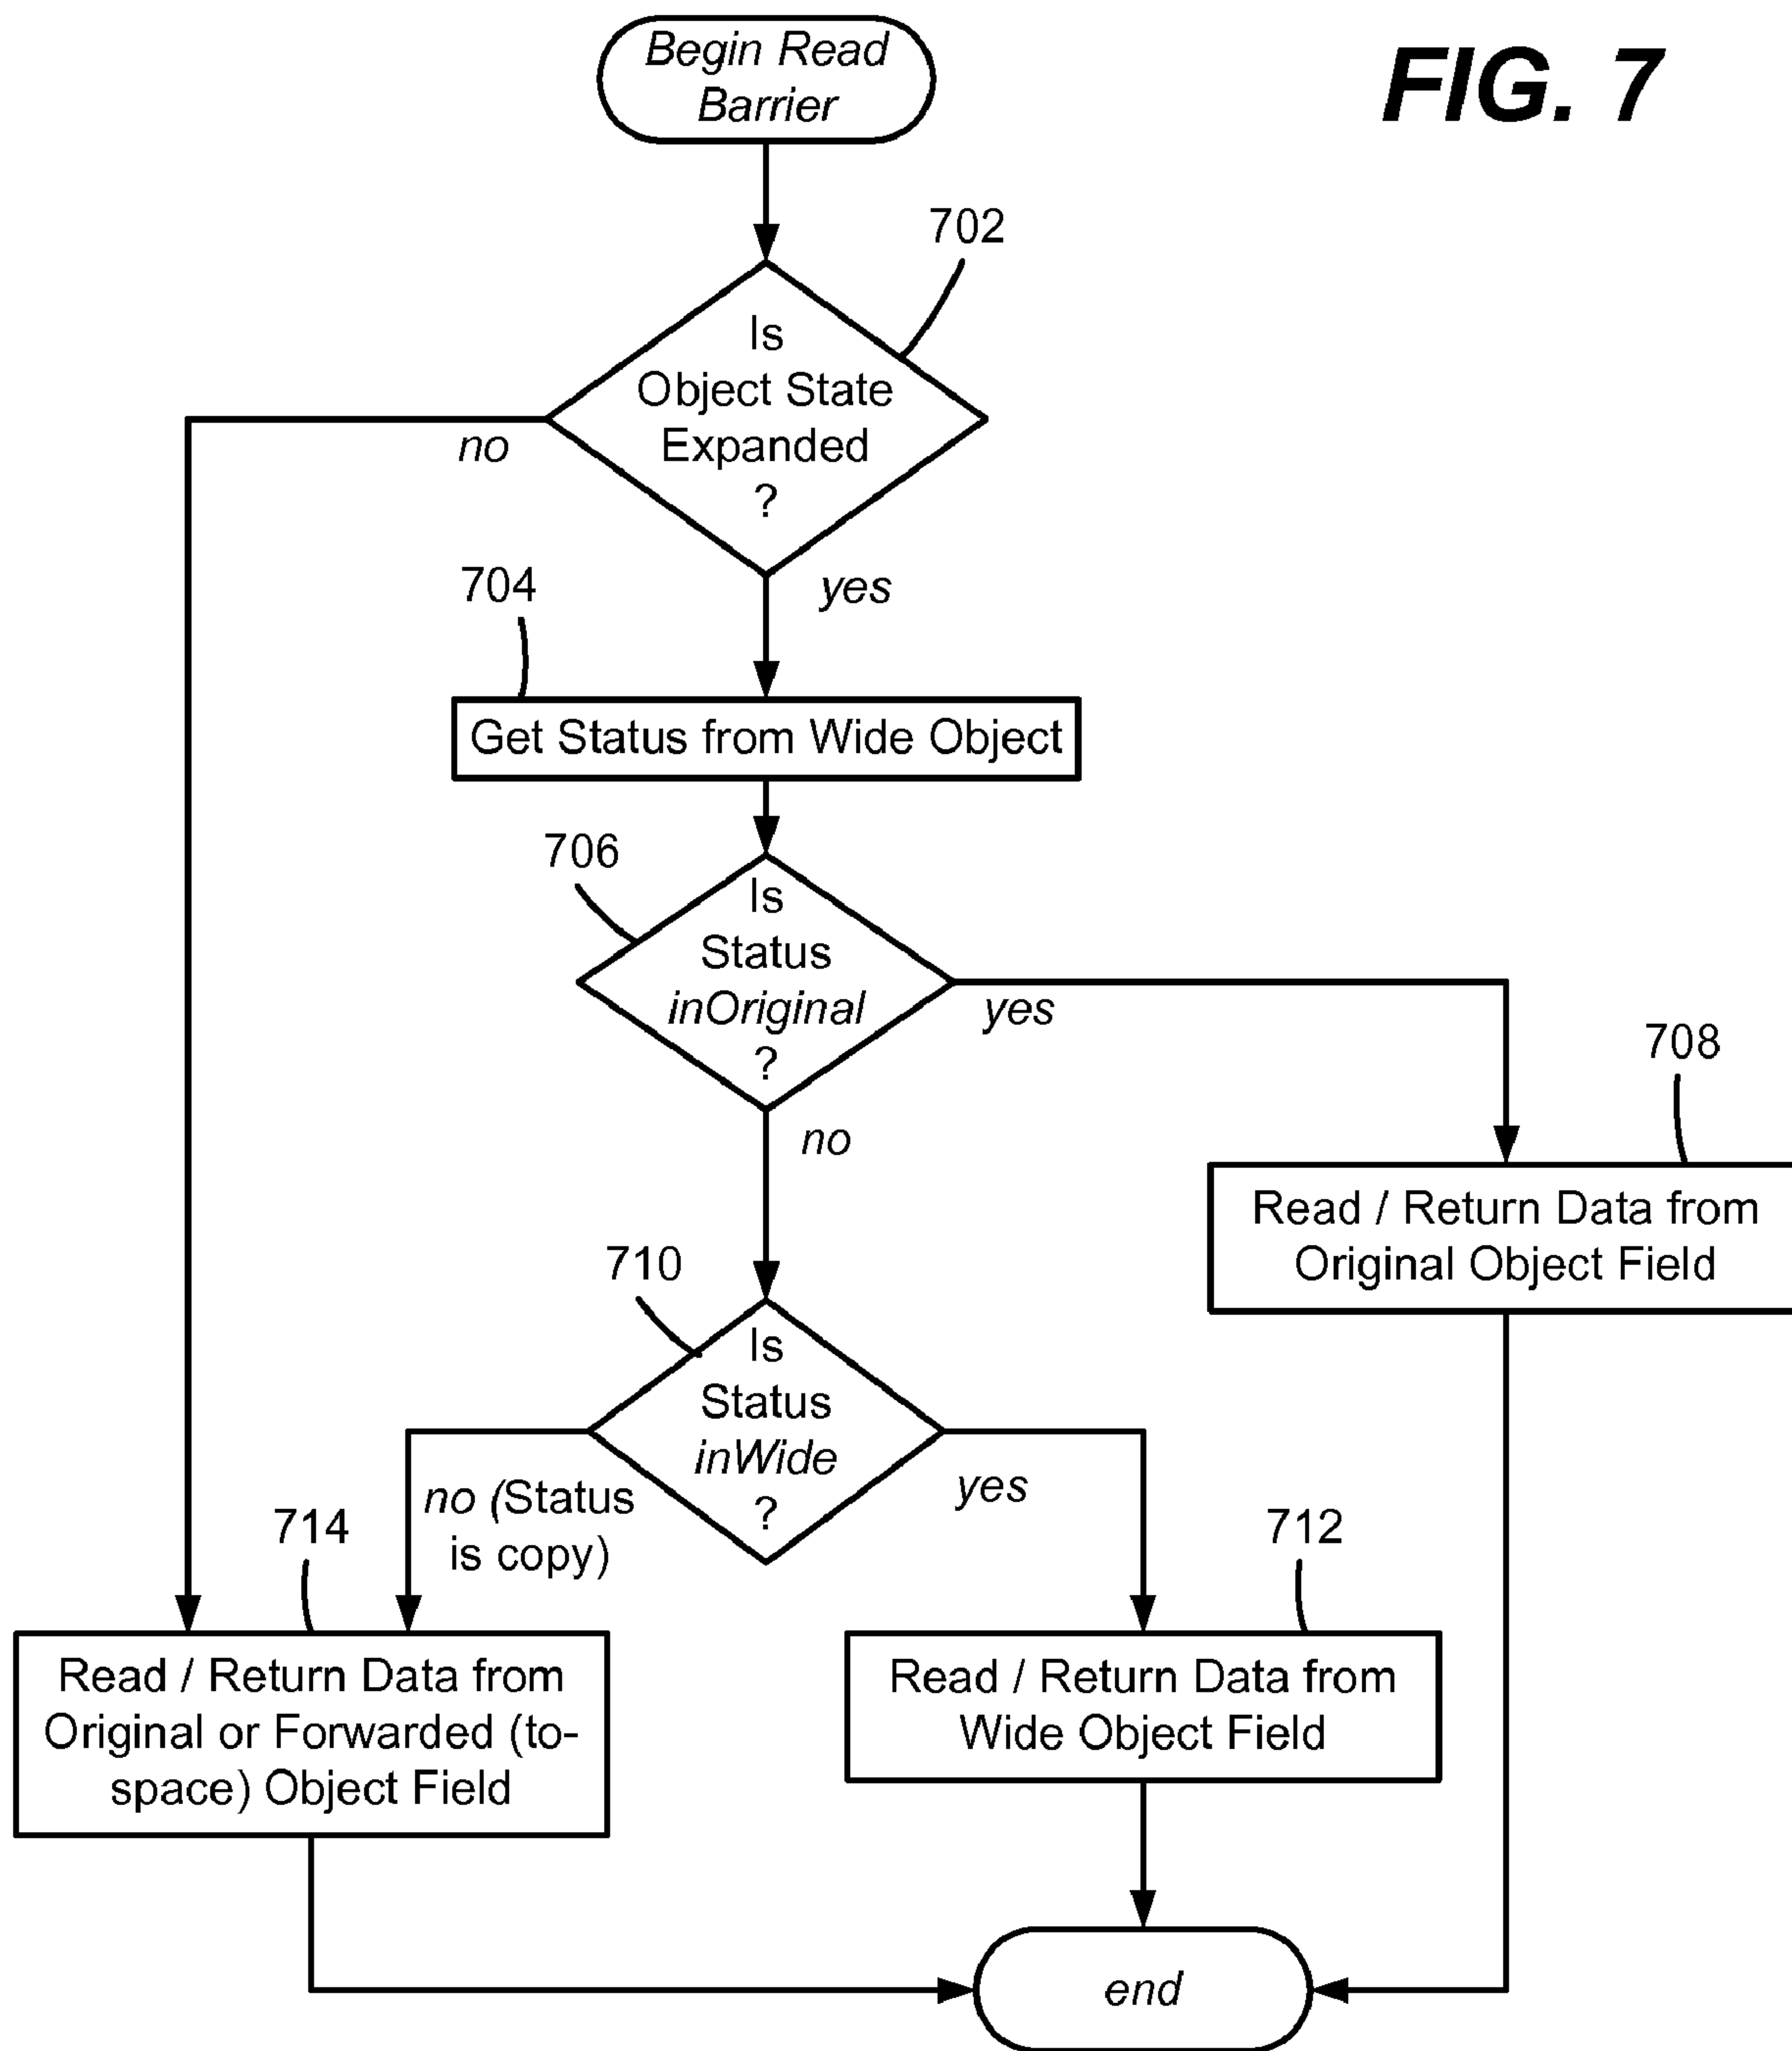 Begin Read
Barrier
FIG. 7
702
Is
Object State
Expanded
?
no
yes
704
Get Status from Wide Object
706
Is
Status
inOriginal
?
yes
no
708
Read / Return Data from
Original Object Field
710
Is
Status
inWide
?
no (Status
is copy)
yes
714
712
Read / Return Data from
Original or Forwarded (to-
space) Object Field
Read / Return Data from
Wide Object Field
end